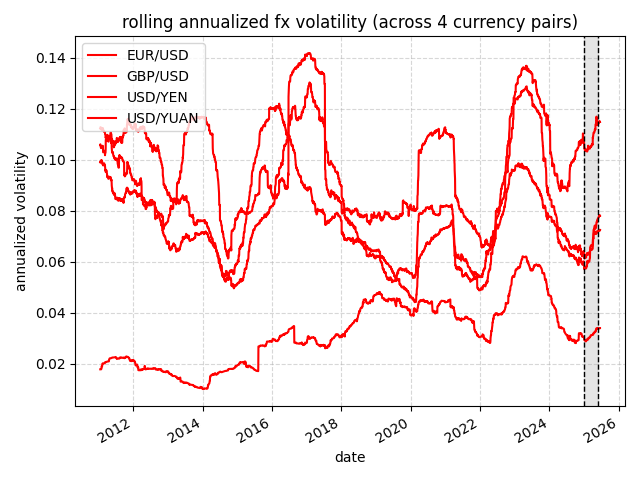 rolling annualized fx volatility (across 4 currency pairs)
EUR/USD
GBP/USD
USD/YEN
USD/YUAN
annualized volatility
0.14
0.12
0.10
0.08
0.06
0.04
0.02
2012
2014
2016
2018
2020
2022
2024
2026
date